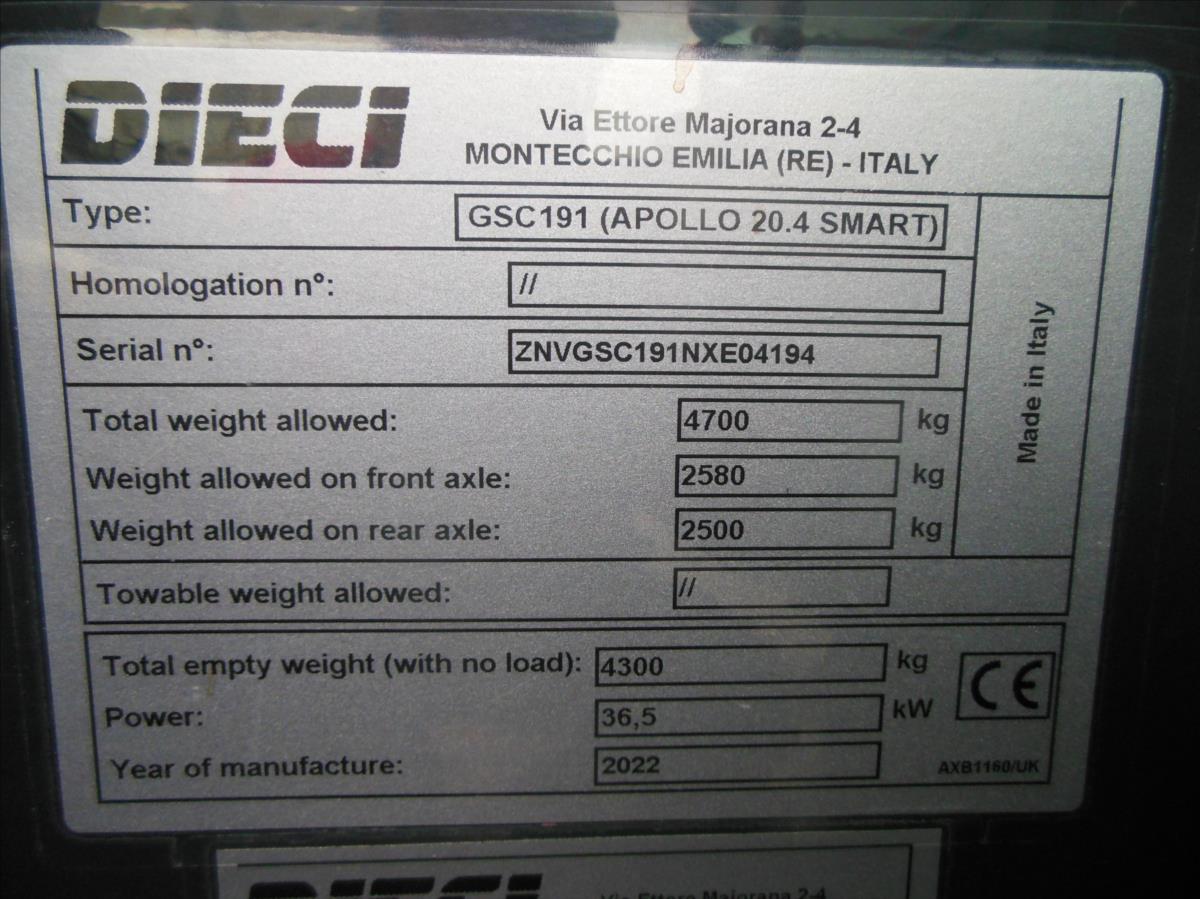 DIECI
Via Ettore Majorana 2-4
MONTECCHIO EMILIA (RE) - ITALY
Type: GSC191 (APOLLO 20.4 SMART)
Homologation n°: //
Serial n°: ZNVGSC191NXE04194
Made in Italy
Total weight allowed: 4700 kg
Weight allowed on front axle: 2580 kg
Weight allowed on rear axle: 2500 kg
Towable weight allowed: //
Total empty weight (with no load): 4300 kg
Power: 36,5 kW
Year of manufacture: 2022
CE
AXB1160/UK
DIECI
Via Ettore Majorana 2-4